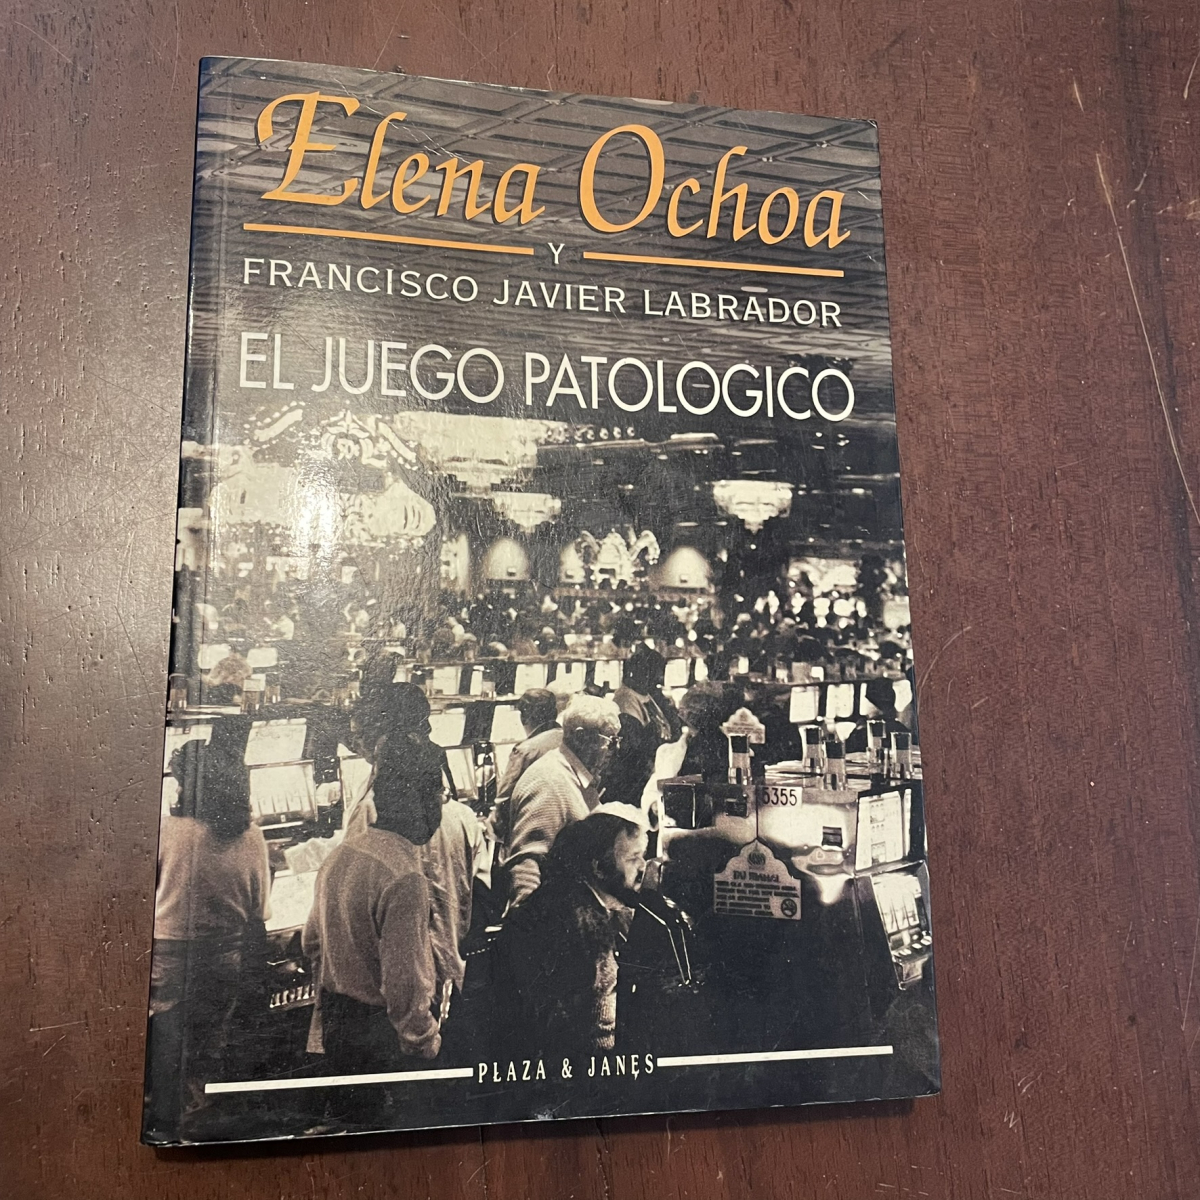 Elena Ochoa
Y
FRANCISCO JAVIER LABRADOR
EL JUEGO PATOLOGICO
5355
PLAZA & JANES